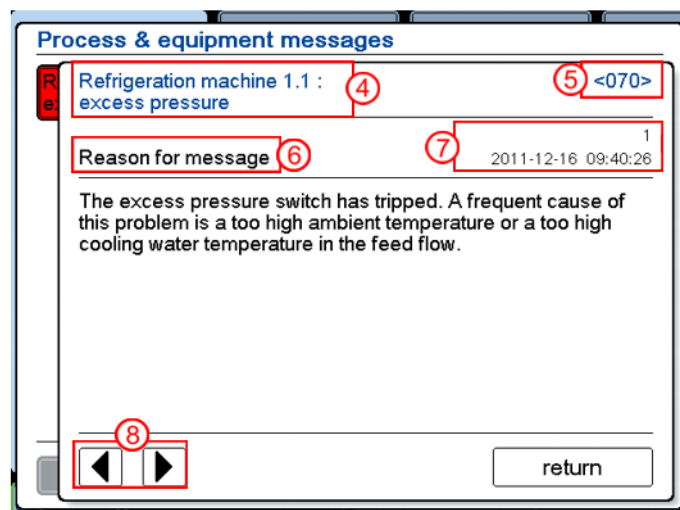 Process & equipment messages
R
e
Refrigeration machine 1.1 :
excess pressure
4
5
<070>
Reason for message
6
7
1
2011-12-16 09:40:26
The excess pressure switch has tripped. A frequent cause of
this problem is a too high ambient temperature or a too high
cooling water temperature in the feed flow.
8
return